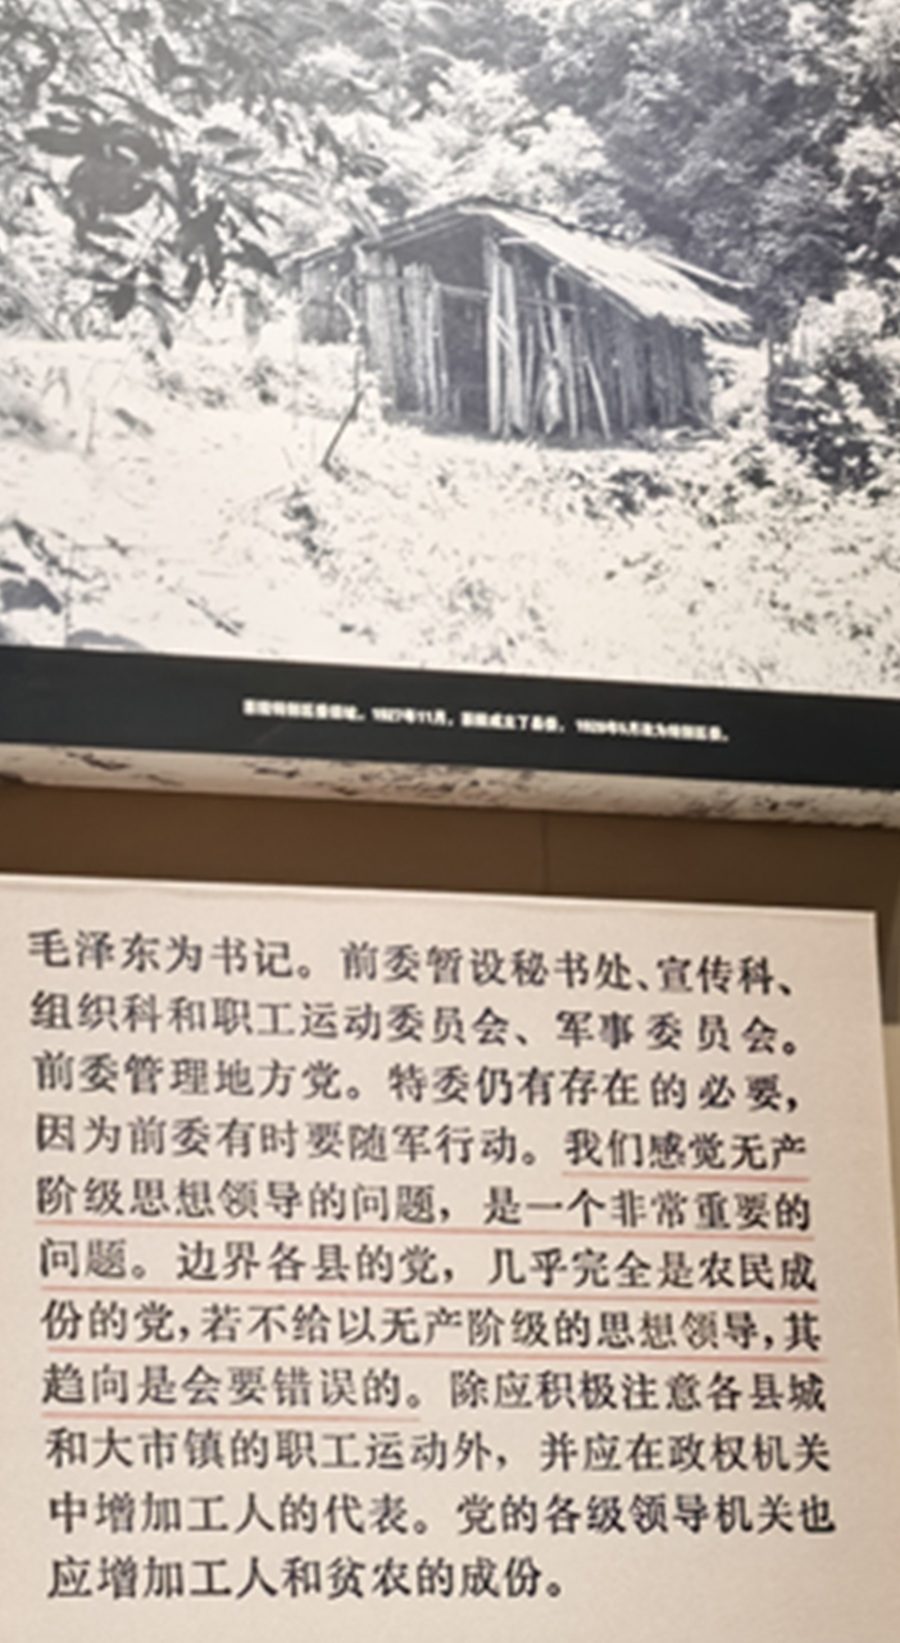 1927年11月，
毛泽东为书记。前委暂设秘书处、宣传科、
组织科和职工运动委员会、军事委员会。
前委管理地方党。特委仍有存在的必要，
因为前委有时要随军行动。我们感觉无产
阶级思想领导的问题，是一个非常重要的
问题。边界各县的党，几乎完全是农民成
份的党，若不给以无产阶级的思想领导，其
趋向是会要错误的。除应积极注意各县城
和大市镇的职工运动外，并应在政权机关
中增加工人的代表。党的各级领导机关也
应增加工人和贫农的成份。